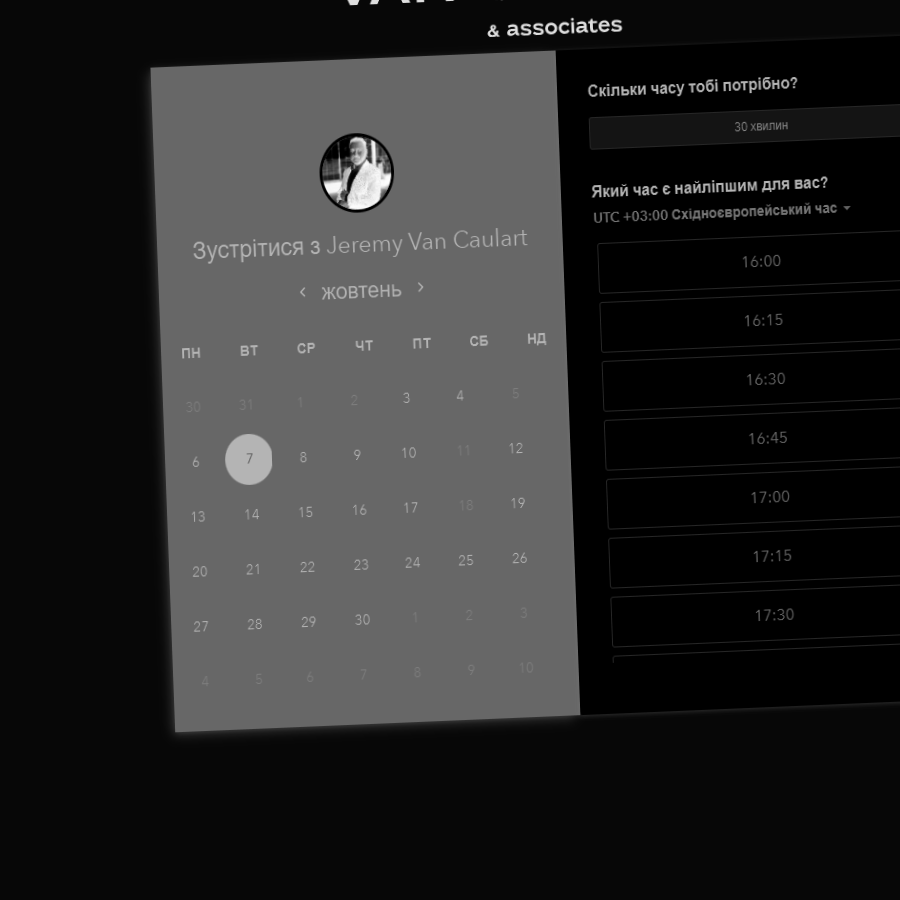 & associates
Зустрітися з Jeremy Van Caulart
жовтень
ПН ВТ СР ЧТ ПТ СБ НД
30 31 1 2 3 4 5
6 7 8 9 10 11 12
13 14 15 16 17 18 19
20 21 22 23 24 25 26
27 28 29 30 1 2 3
4 5 6 7 8 9 10
Скільки часу тобі потрібно?
30 хвилин
Який час є найліпшим для вас?
UTC +03:00 Східноєвропейський час
16:00
16:15
16:30
16:45
17:00
17:15
17:30